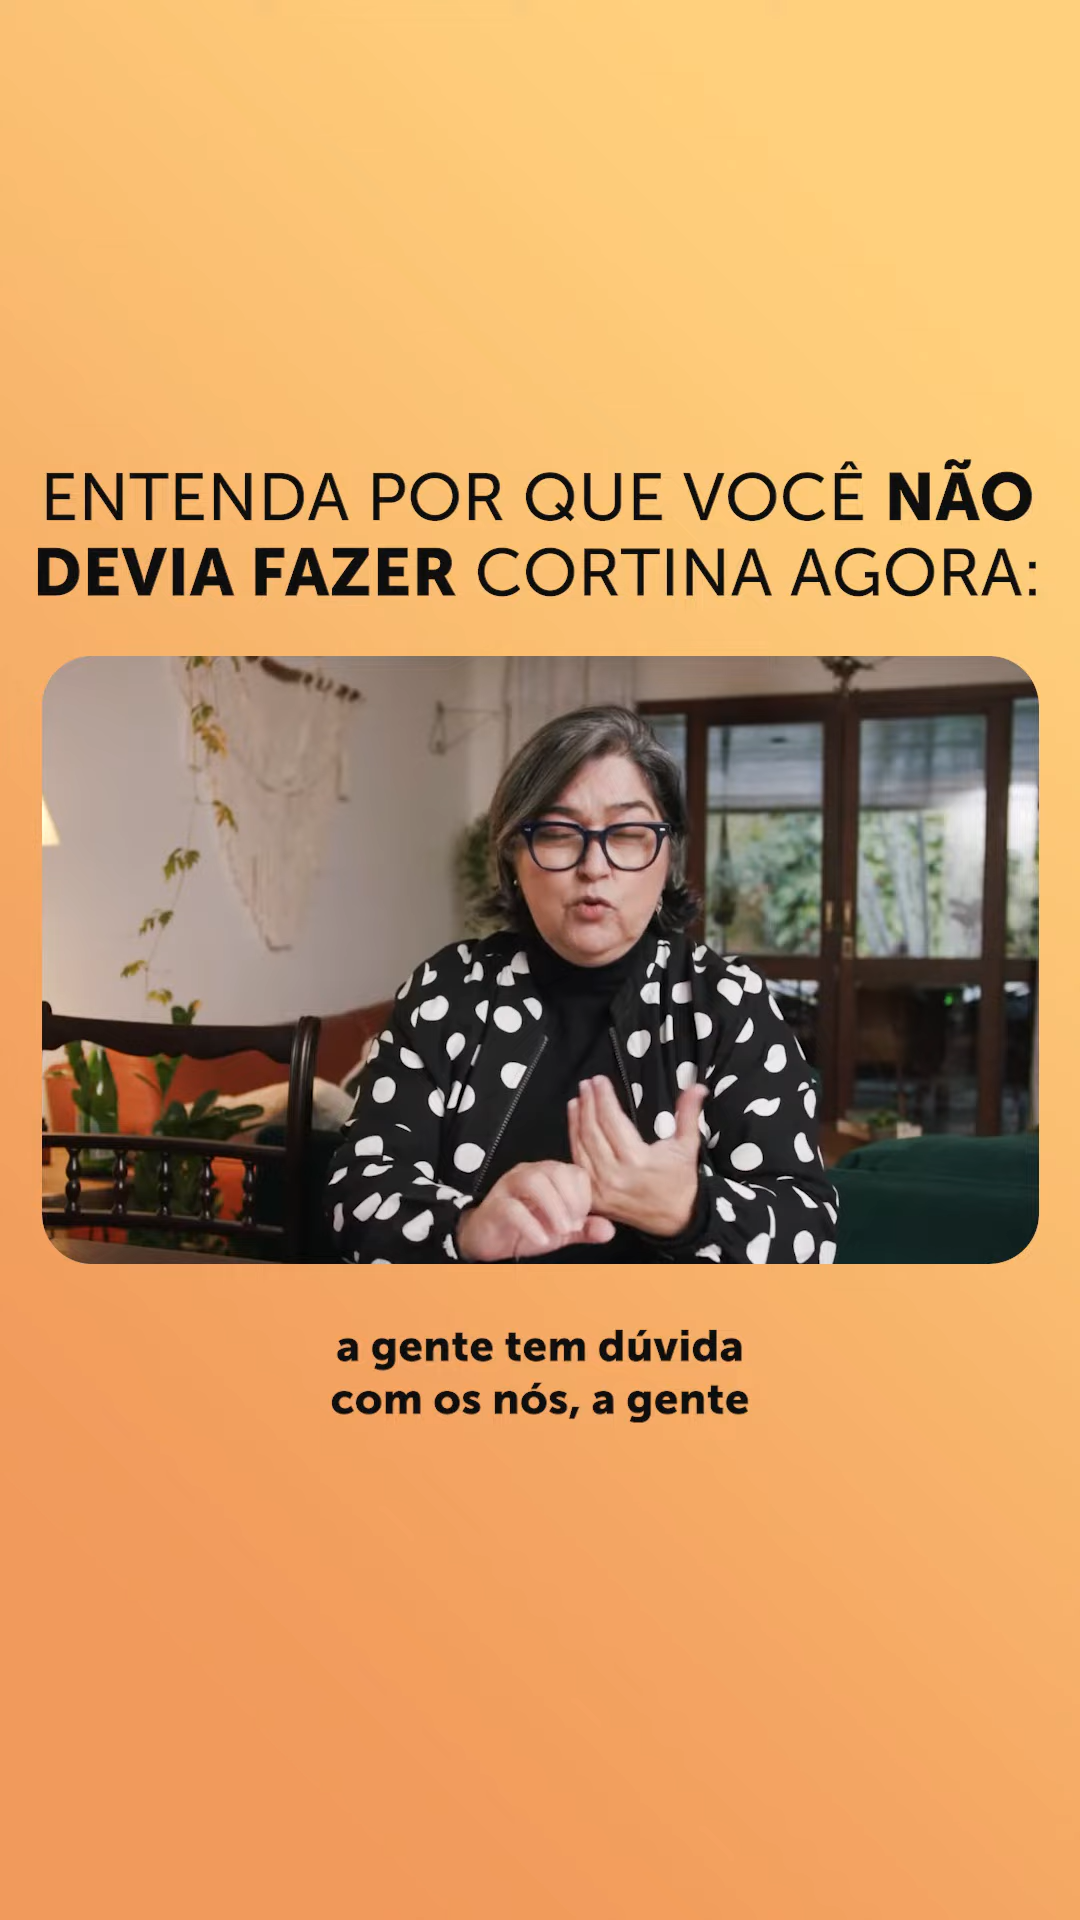 ENTENDA POR QUE VOCÊ NÃO
DEVIA FAZER CORTINA AGORA:
a gente tem dúvida
com os nós, a gente